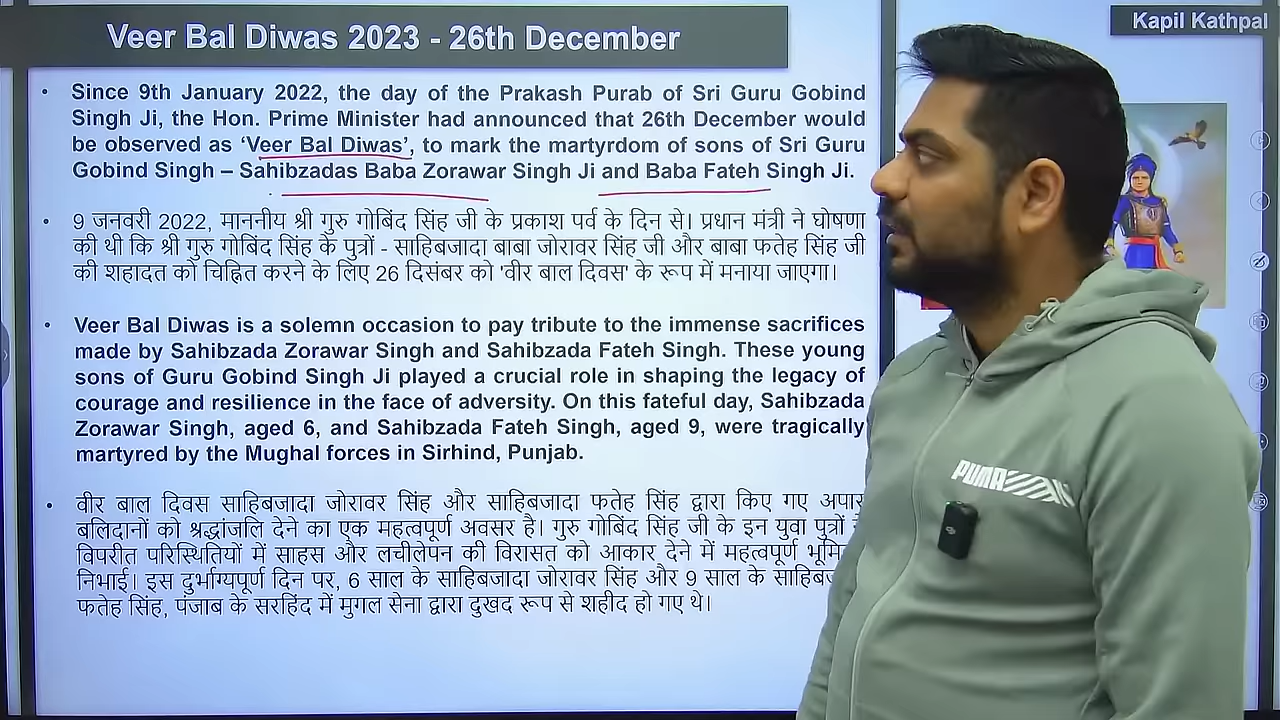 Veer Bal Diwas 2023 - 26th December
Kapil Kathpal
• Since 9th January 2022, the day of the Prakash Purab of Sri Guru Gobind
Singh Ji, the Hon. Prime Minister had announced that 26th December would
be observed as ‘Veer Bal Diwas’, to mark the martyrdom of sons of Sri Guru
Gobind Singh – Sahibzadas Baba Zorawar Singh Ji and Baba Fateh Singh Ji.
• 9 जनवरी 2022, माननीय श्री गुरु गोबिंद सिंह जी के प्रकाश पर्व के दिन से। प्रधान मंत्री ने घोषणा
की थी कि श्री गुरु गोबिंद सिंह के पुत्रों - साहिबजादा बाबा जोरावर सिंह जी और बाबा फतेह सिंह जी
की शहादत को चिह्नित करने के लिए 26 दिसंबर को 'वीर बाल दिवस' के रूप में मनाया जाएगा।
• Veer Bal Diwas is a solemn occasion to pay tribute to the immense sacrifices
made by Sahibzada Zorawar Singh and Sahibzada Fateh Singh. These young
sons of Guru Gobind Singh Ji played a crucial role in shaping the legacy of
courage and resilience in the face of adversity. On this fateful day, Sahibzada
Zorawar Singh, aged 6, and Sahibzada Fateh Singh, aged 9, were tragically
martyred by the Mughal forces in Sirhind, Punjab.
• वीर बाल दिवस साहिबजादा जोरावर सिंह और साहिबजादा फतेह सिंह द्वारा किए गए अपार
बलिदानों को श्रद्धांजलि देने का एक महत्वपूर्ण अवसर है। गुरु गोबिंद सिंह जी के इन युवा पुत्रों
विपरीत परिस्थितियों में साहस और लचीलेपन की विरासत को आकार देने में महत्वपूर्ण
निभाई। इस दुर्भाग्यपूर्ण दिन पर, 6 साल के साहिबजादा जोरावर सिंह और 9 साल के
फतेह सिंह, पंजाब के सरहिंद में मुगल सेना द्वारा दुखद रूप से शहीद हो गए थे।
PUMA